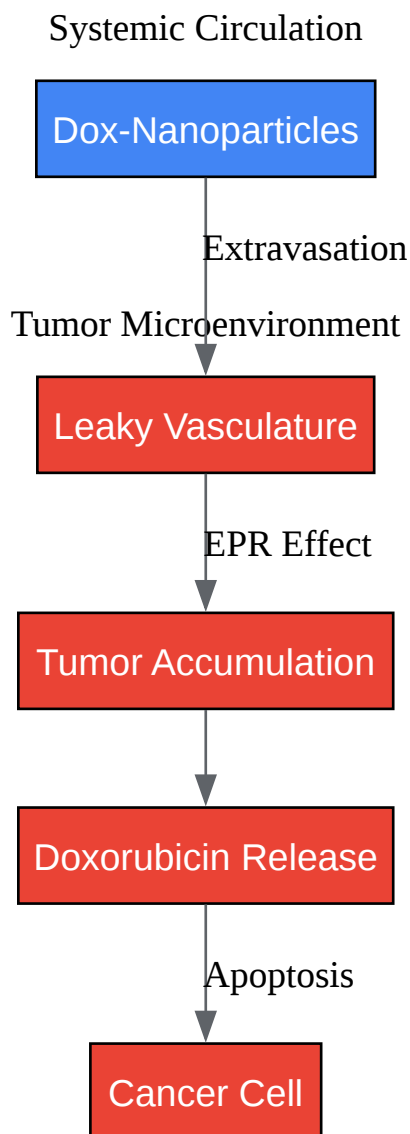 Systemic Circulation
Dox-Nanoparticles
Extravasation
Tumor Microenvironment
Leaky Vasculature
EPR Effect
Tumor Accumulation
Doxorubicin Release
Apoptosis
Cancer Cell